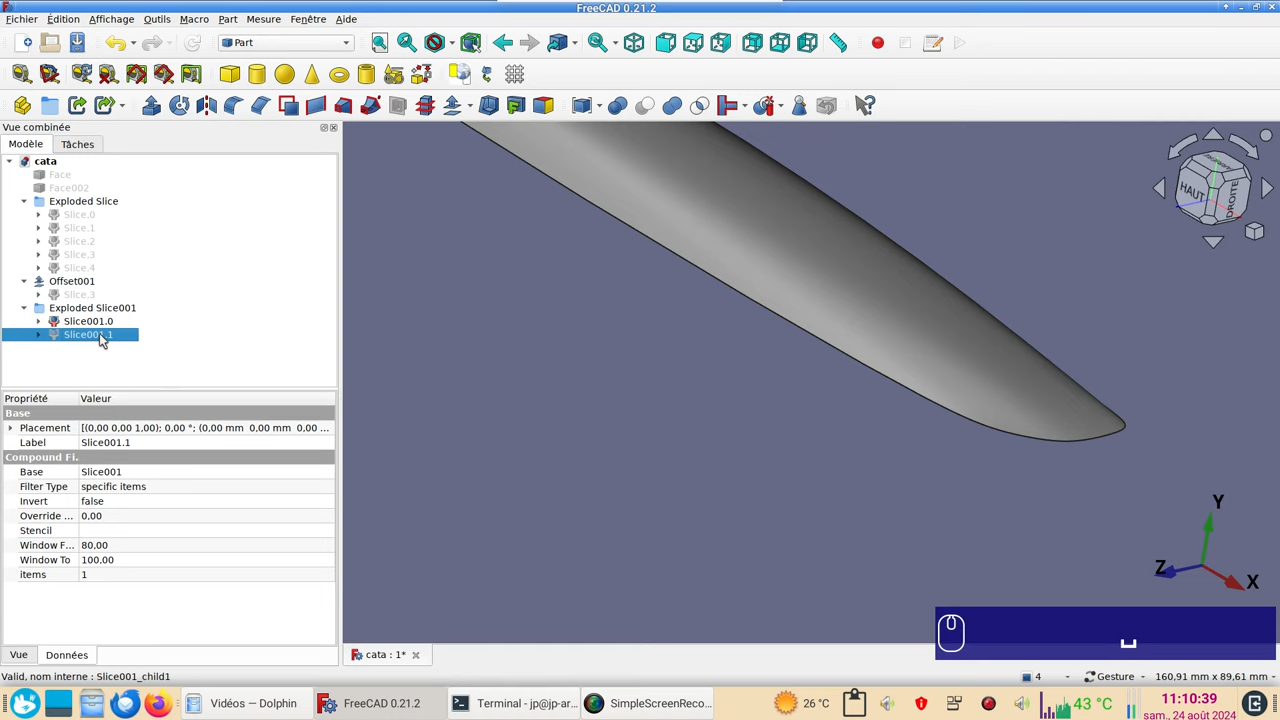 FreeCAD 0.21.2
Fichier Édition Affichage Outils Macro Part Mesure Fenêtre Aide
Part
Vue combinée
Modèle Tâches
cata
Face
Face002
Exploded Slice
Slice.0
Slice.1
Slice.2
Slice.3
Slice.4
Offset001
Slice.3
Exploded Slice001
Slice001.0
Slice001.1
Propriété Valeur
Base
Placement [(0,00 0,00 1,00); 0,00 °; (0,00 mm 0,00 mm 0,00 ...
Label Slice001.1
Compound Fi.
Base Slice001
Filter Type specific items
Invert false
Override ... 0,00
Stencil
Window F... 80,00
Window To 100,00
items 1
HAUT
DROITE
Y
Z
X
Vue Données
cata : 1*
Valid, nom interne : Slice001_child1
4 Gesture 160,91 mm x 89,61 mm
Vidéos — Dolphin
FreeCAD 0.21.2
Terminal - jp@jp-ar...
SimpleScreenReco...
26 °C
43 °C
11:10:39
sam., 24 août 2024